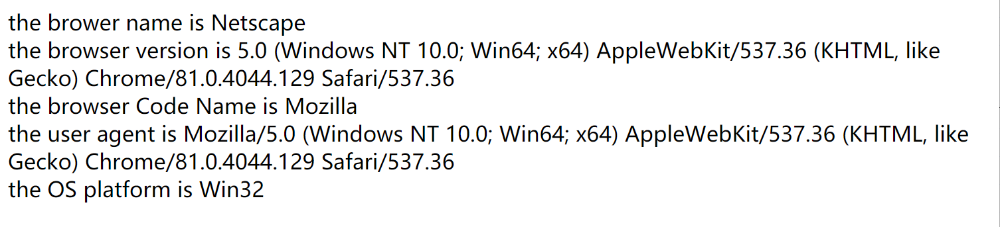 the brower name is Netscape
the browser version is 5.0 (Windows NT 10.0; Win64; x64) AppleWebKit/537.36 (KHTML, like
Gecko) Chrome/81.0.4044.129 Safari/537.36
the browser Code Name is Mozilla
the user agent is Mozilla/5.0 (Windows NT 10.0; Win64; x64) AppleWebKit/537.36 (KHTML, like
Gecko) Chrome/81.0.4044.129 Safari/537.36
the OS platform is Win32